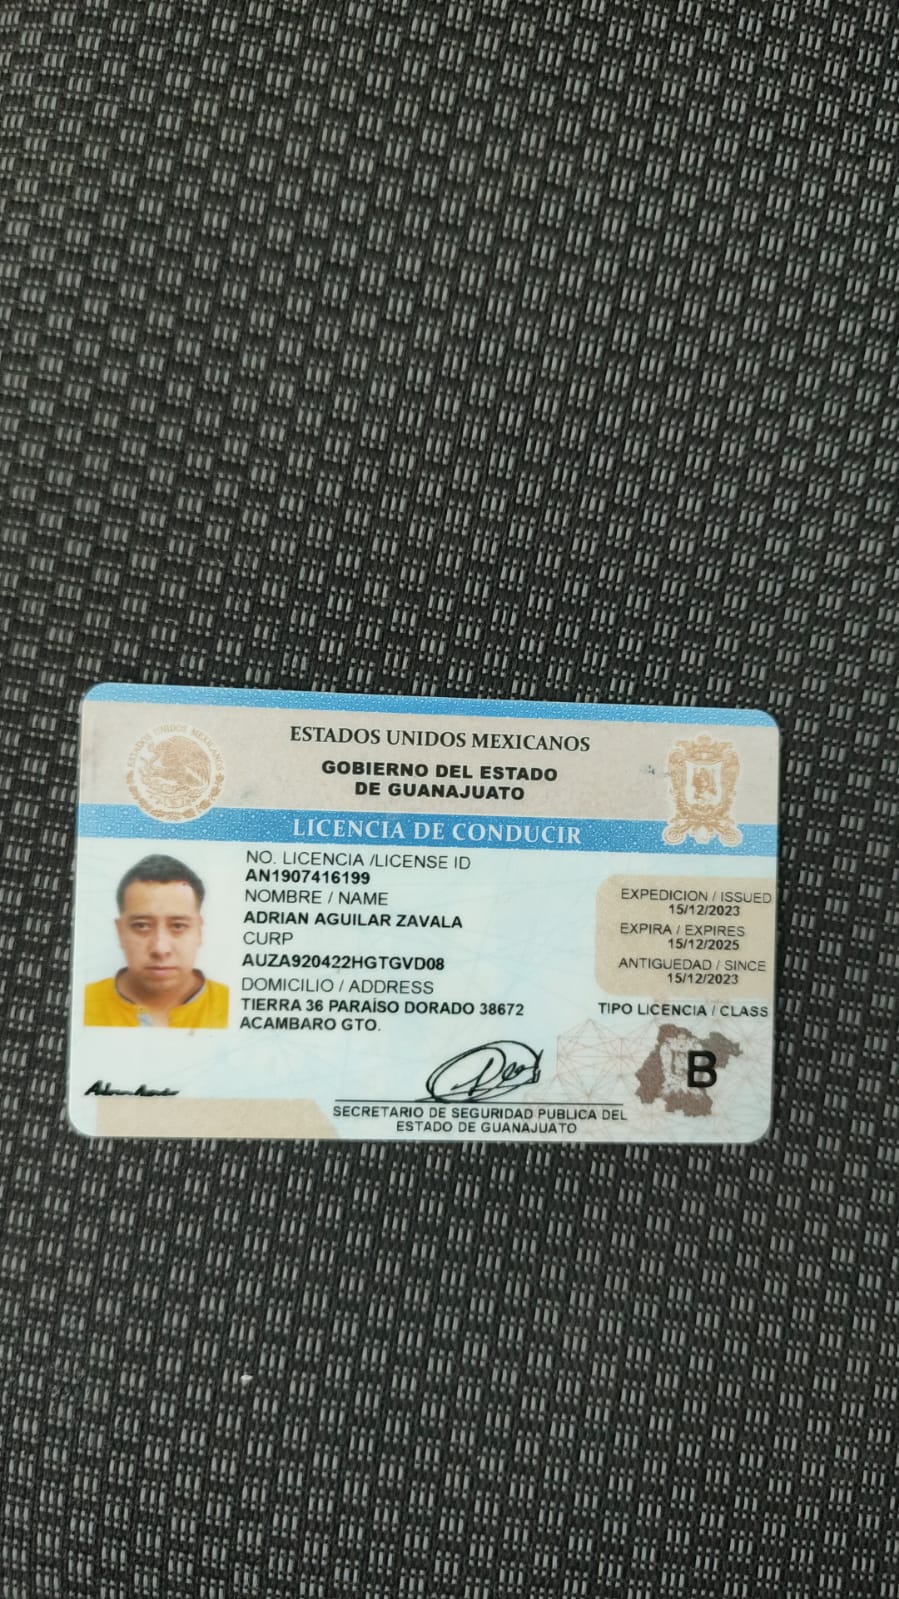 ESTADOS UNIDOS MEXICANOS
ESTADOS UNIDOS MEXICANOS
GOBIERNO DEL ESTADO
DE GUANAJUATO
LICENCIA DE CONDUCIR
NO. LICENCIA /LICENSE ID
AN1907416199
NOMBRE / NAME
ADRIAN AGUILAR ZAVALA
CURP
AUZA920422HGTGVD08
DOMICILIO / ADDRESS
TIERRA 36 PARAÍSO DORADO 38672
ACAMBARO GTO.
EXPEDICION / ISSUED
15/12/2023
EXPIRA / EXPIRES
15/12/2025
ANTIGUEDAD / SINCE
15/12/2023
TIPO LICENCIA / CLASS
B
SECRETARIO DE SEGURIDAD PUBLICA DEL
ESTADO DE GUANAJUATO